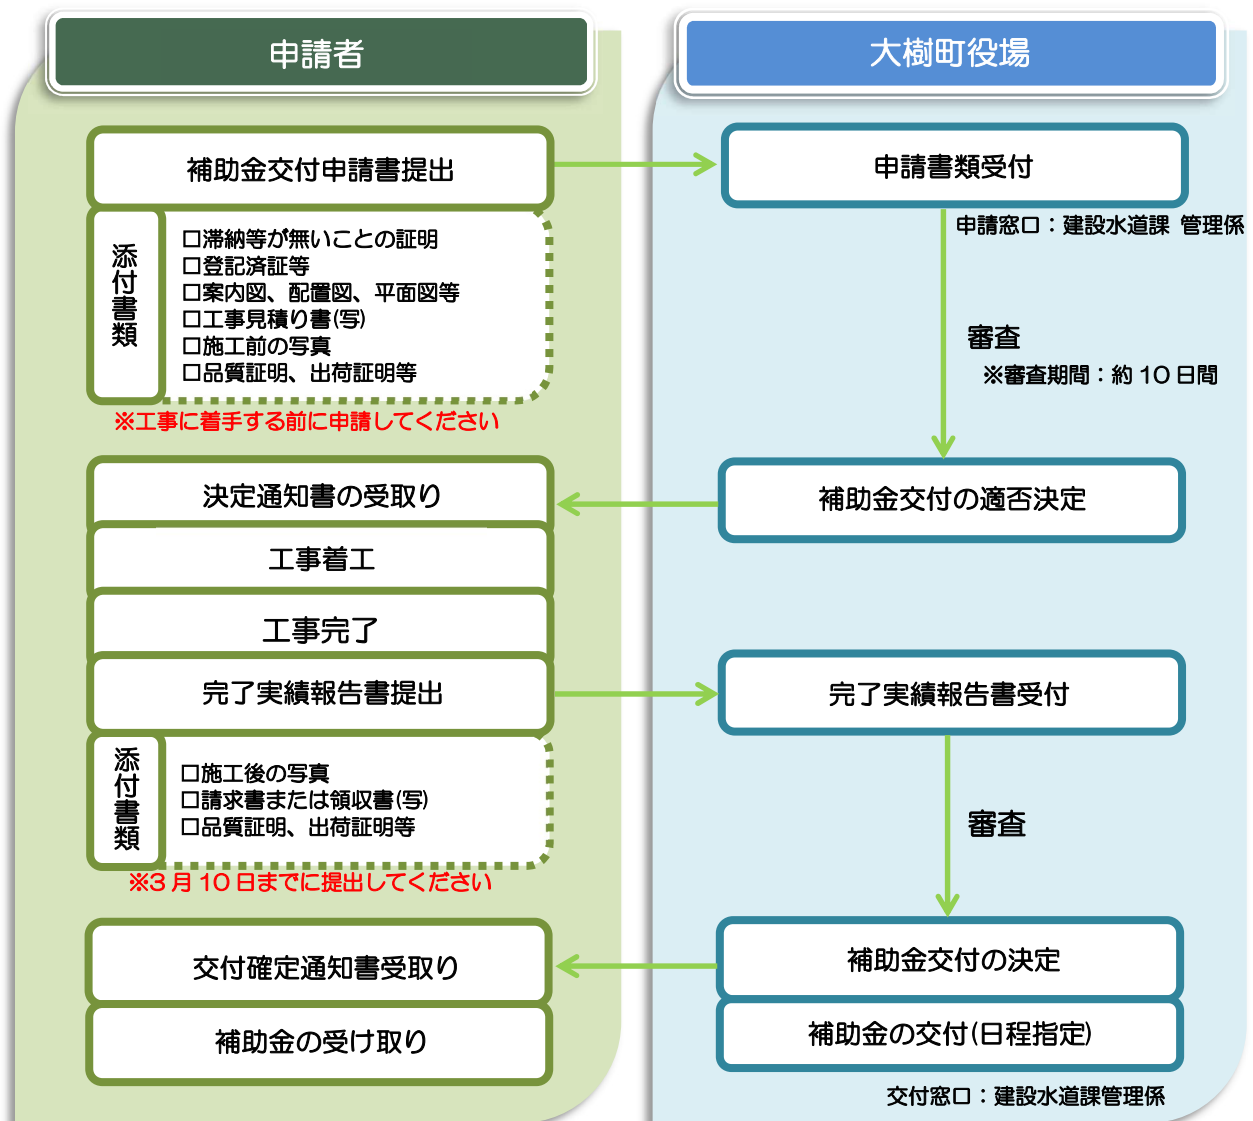 申請者
大樹町役場
補助金交付申請書提出
申請書類受付
申請窓口：建設水道課 管理係
添付書類
□滞納等が無いことの証明
□登記済証等
□案内図、配置図、平面図等
□工事見積り書(写)
□施工前の写真
□品質証明、出荷証明等
※工事に着手する前に申請してください
審査
※審査期間：約10日間
決定通知書の受取り
補助金交付の適否決定
工事着工
工事完了
完了実績報告書提出
完了実績報告書受付
添付書類
□施工後の写真
□請求書または領収書(写)
□品質証明、出荷証明等
※3月10日までに提出してください
審査
交付確定通知書受取り
補助金交付の決定
補助金の受け取り
補助金の交付(日程指定)
交付窓口：建設水道課管理係